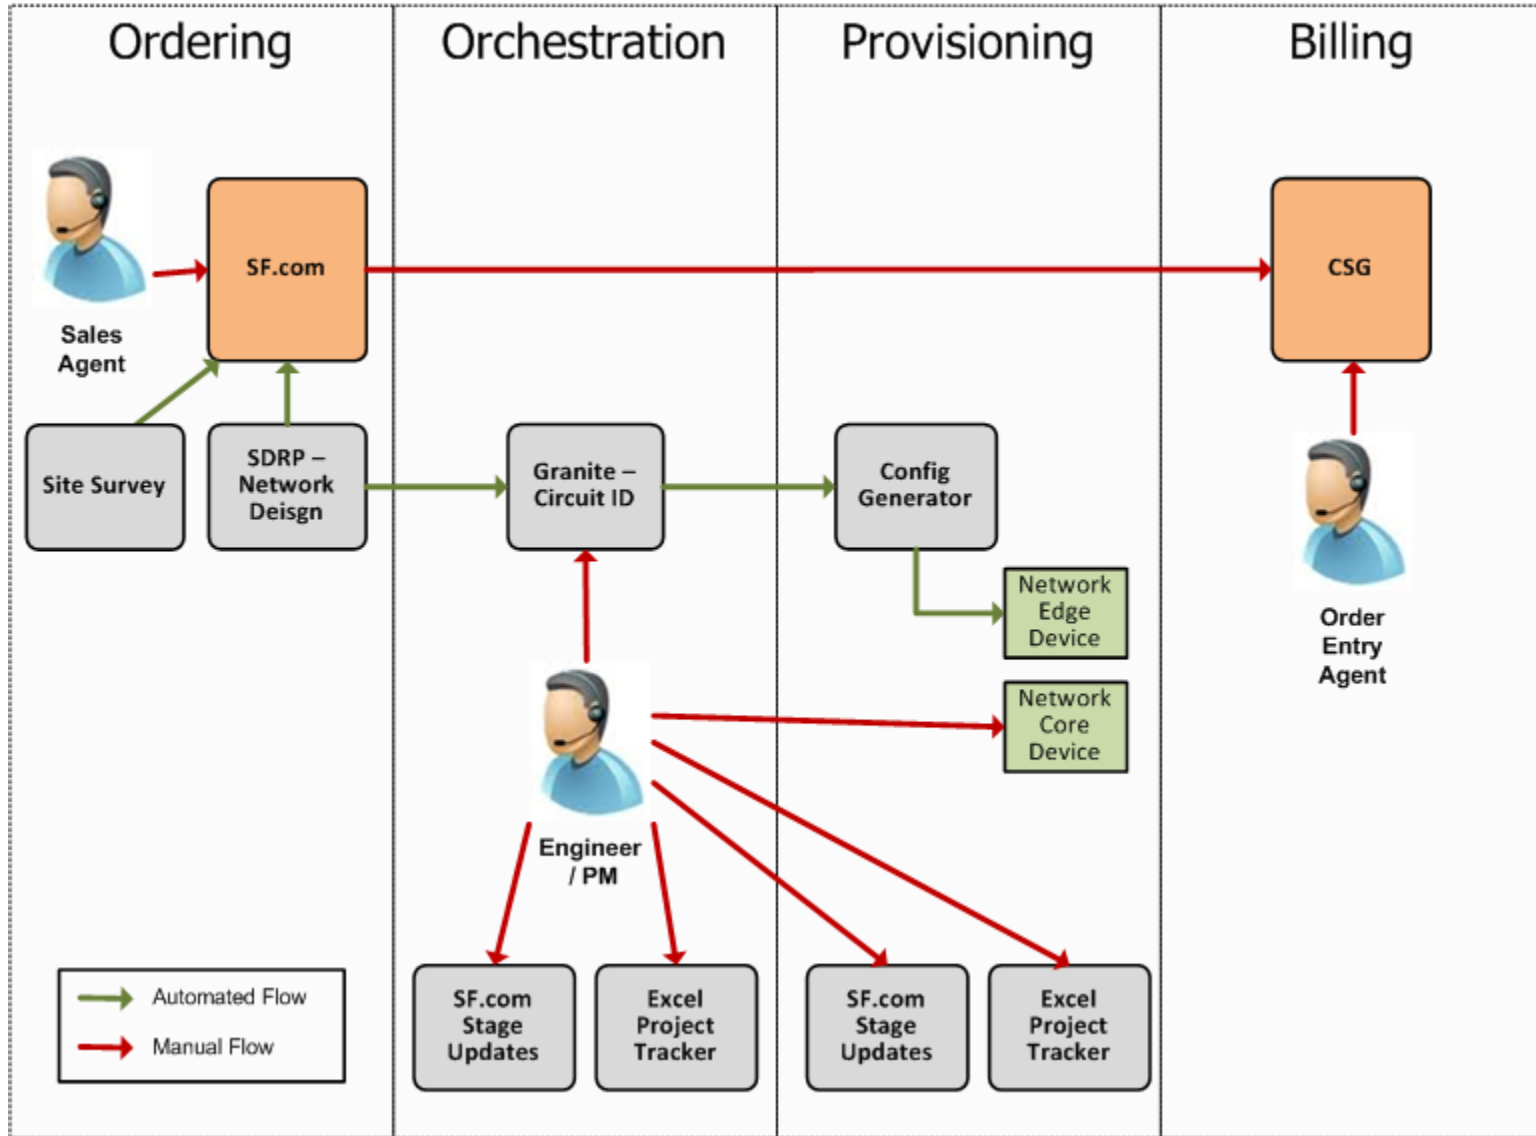 Ordering
Orchestration
Provisioning
Billing
SF.com
CSG
Sales
Agent
Site Survey
SDRP –
Network
Deisgn
Granite –
Circuit ID
Config
Generator
Network
Edge
Device
Order
Entry
Agent
Network
Core
Device
Engineer
/ PM
Automated Flow
Manual Flow
SF.com
Stage
Updates
Excel
Project
Tracker
SF.com
Stage
Updates
Excel
Project
Tracker